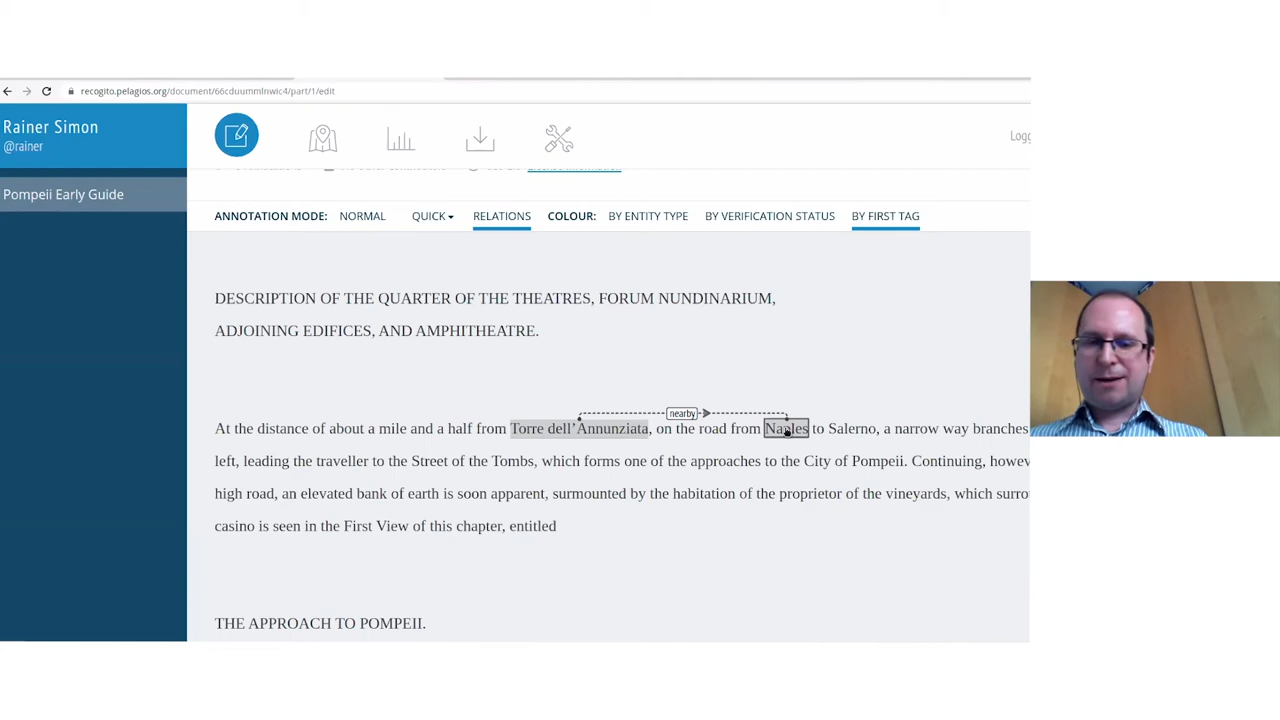 recogito.pelagios.org/document/66cduummlnwic4/part/1/edit
Rainer Simon
@rainer
Logg
Pompeii Early Guide
ANNOTATION MODE: NORMAL QUICK RELATIONS COLOUR: BY ENTITY TYPE BY VERIFICATION STATUS BY FIRST TAG
DESCRIPTION OF THE QUARTER OF THE THEATRES, FORUM NUNDINARIUM,
ADJOINING EDIFICES, AND AMPHITHEATRE.
nearby
At the distance of about a mile and a half from Torre dell’Annunziata, on the road from Naples to Salerno, a narrow way branches
left, leading the traveller to the Street of the Tombs, which forms one of the approaches to the City of Pompeii. Continuing, howev
high road, an elevated bank of earth is soon apparent, surmounted by the habitation of the proprietor of the vineyards, which surro
casino is seen in the First View of this chapter, entitled
THE APPROACH TO POMPEII.